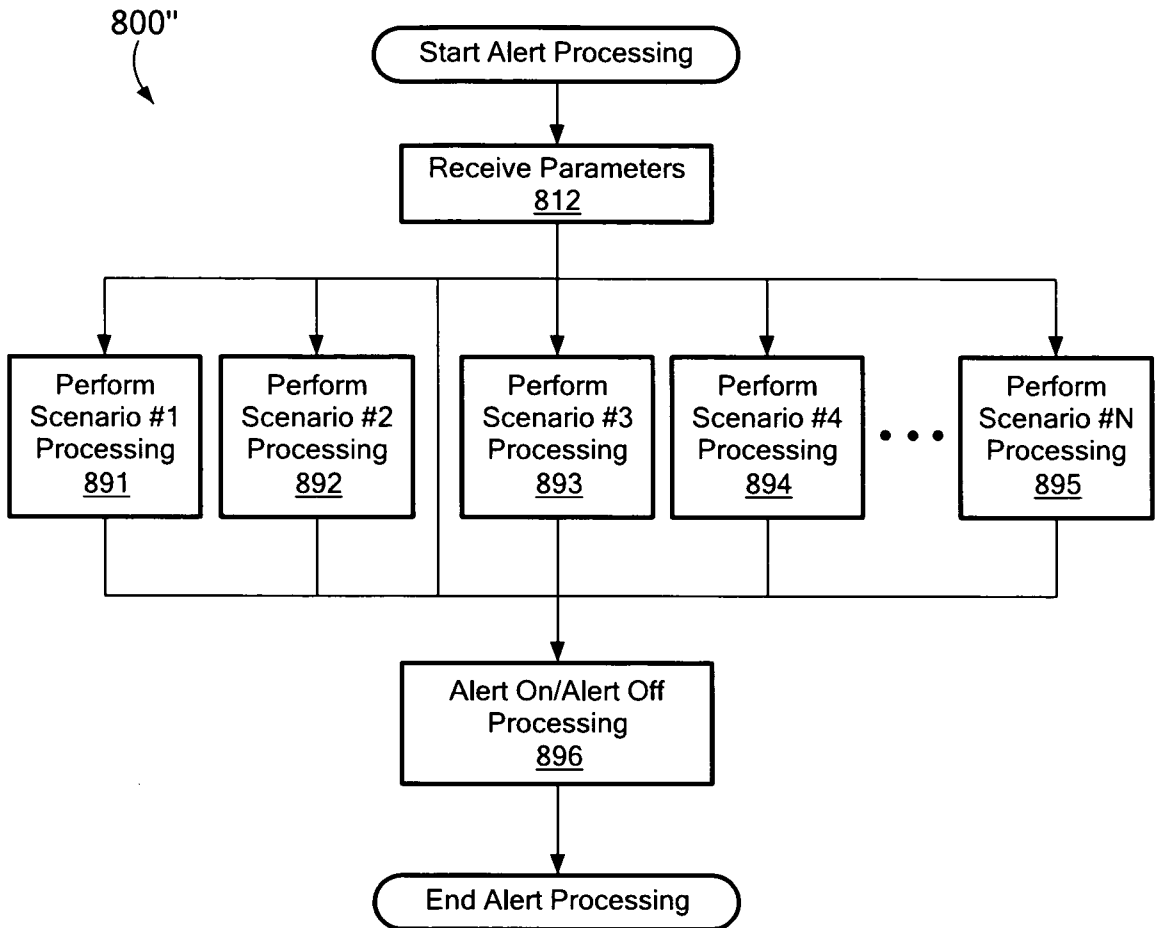 800"
Start Alert Processing
Receive Parameters
812
Perform
Scenario #1
Processing
891
Perform
Scenario #2
Processing
892
Perform
Scenario #3
Processing
893
Perform
Scenario #4
Processing
894
Perform
Scenario #N
Processing
895
Alert On/Alert Off
Processing
896
End Alert Processing